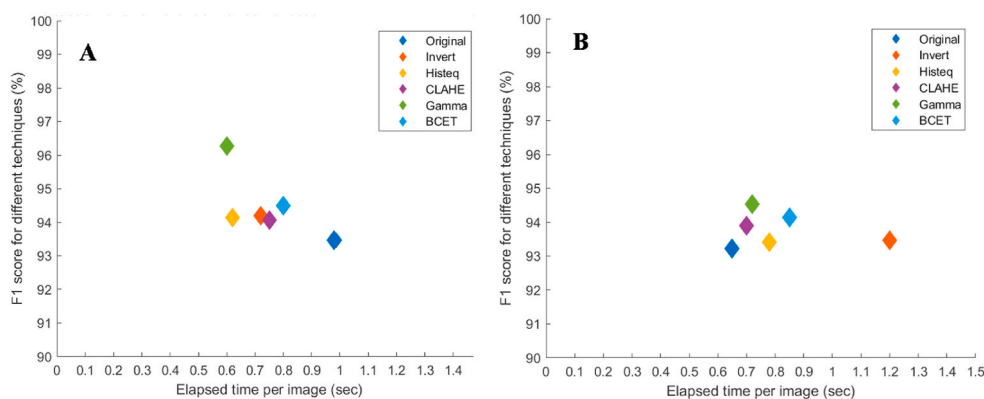 A
Original
Invert
Histeq
CLAHE
Gamma
BCET
100
99
98
97
96
95
94
93
92
91
90
F1 score for different techniques (%)
0 0.1 0.2 0.3 0.4 0.5 0.6 0.7 0.8 0.9 1 1.1 1.2 1.3 1.4
Elapsed time per image (sec)
B
Original
Invert
Histeq
CLAHE
Gamma
BCET
100
99
98
97
96
95
94
93
92
91
90
F1 score for different techniques (%)
0 0.1 0.2 0.3 0.4 0.5 0.6 0.7 0.8 0.9 1 1.1 1.2 1.3 1.4 1.5
Elapsed time per image (sec)